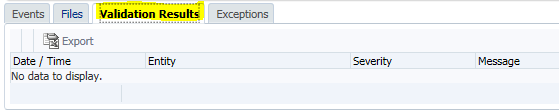 Events Files Validation Results Exceptions
Export
Date / Time Entity Severity Message
No data to display.